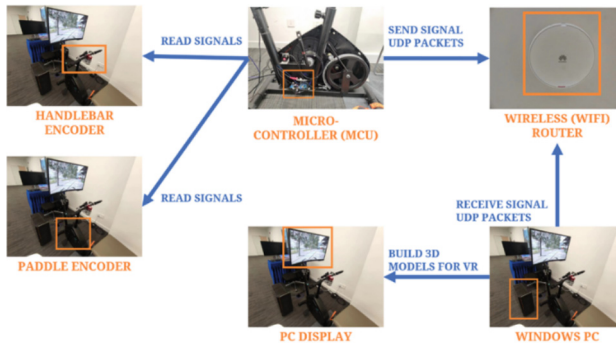 READ SIGNALS
SEND SIGNAL
UDP PACKETS
HANDLEBAR
ENCODER
MICRO-
CONTROLLER (MCU)
WIRELESS (WIFI)
ROUTER
READ SIGNALS
RECEIVE SIGNAL
UDP PACKETS
PADDLE ENCODER
BUILD 3D
MODELS FOR VR
PC DISPLAY
WINDOWS PC